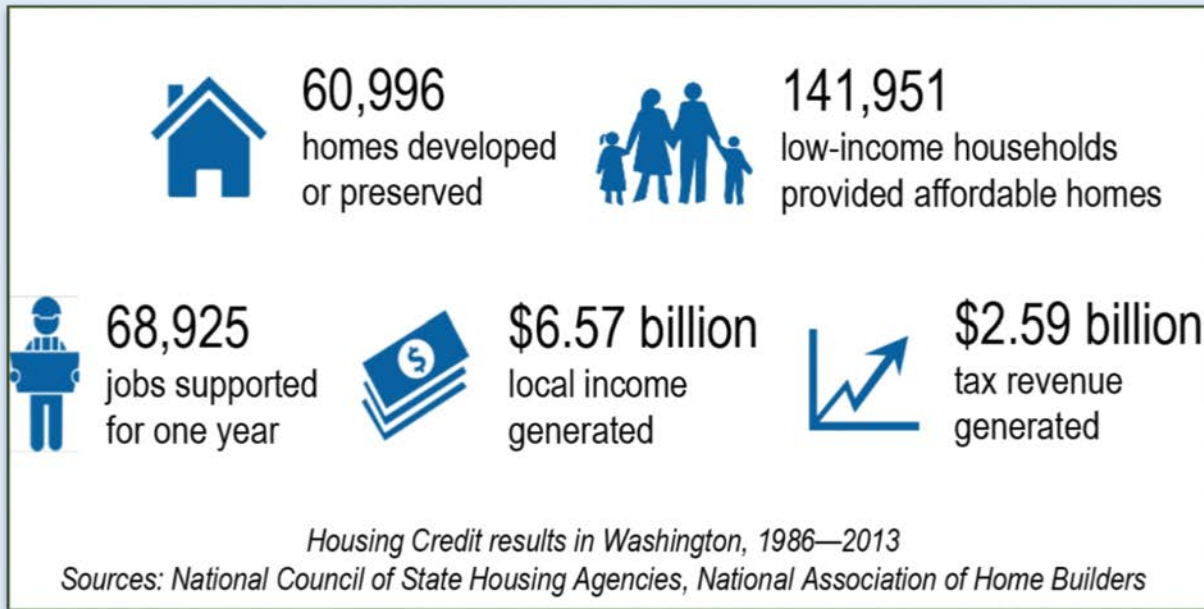 60,996
homes developed
or preserved
141,951
low-income households
provided affordable homes
68,925
jobs supported
for one year
$
$6.57 billion
local income
generated
$2.59 billion
tax revenue
generated
Housing Credit results in Washington, 1986—2013
Sources: National Council of State Housing Agencies, National Association of Home Builders